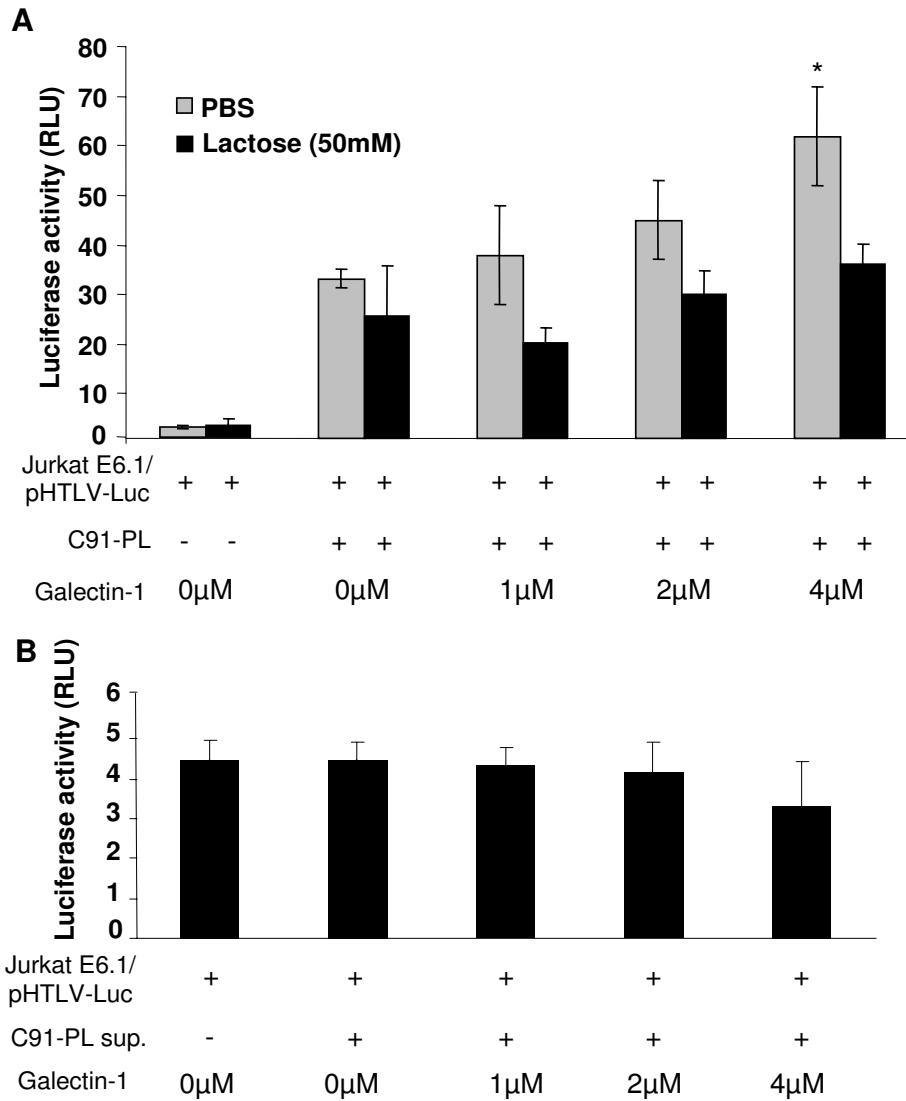 A
Luciferase activity (RLU)
80
70
60
50
40
30
20
10
0
PBS
Lactose (50mM)
*
Jurkat E6.1/
pHTLV-Luc
+ + + + + + + + + +
C91-PL - - + + + + + + + +
Galectin-1 0µM 0µM 1µM 2µM 4µM
B
Luciferase activity (RLU)
6
5
4
3
2
1
0
Jurkat E6.1/
pHTLV-Luc
+ + + + +
C91-PL sup. - + + + +
Galectin-1 0µM 0µM 1µM 2µM 4µM